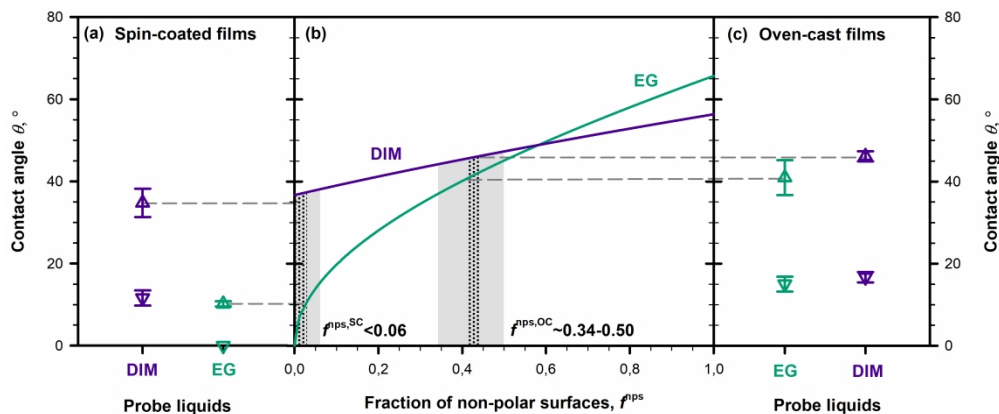 (a) Spin-coated films
(b)
(c) Oven-cast films
Contact angle θ, °
80
60
40
20
0
DIM
EG
Probe liquids
EG
DIM
f^nps,SC<0.06
f^nps,OC~0.34-0.50
0,0
0,2
0,4
0,6
0,8
1,0
Fraction of non-polar surfaces, f^nps
EG
DIM
Probe liquids
80
60
40
20
0
Contact angle θ, °